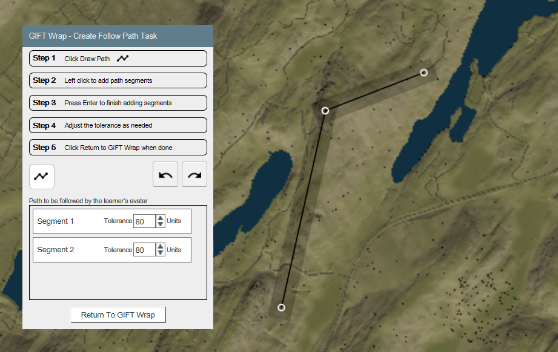 GIFT Wrap - Create Follow Path Task
Step 1 Click Draw Path
Step 2 Left click to add path segments
Step 3 Press Enter to finish adding segments
Step 4 Adjust the tolerance as needed
Step 5 Click Return to GIFT Wrap when done
Path to be followed by the learner's avatar
Segment 1 Tolerance 80 Units
Segment 2 Tolerance 80 Units
Return To GIFT Wrap